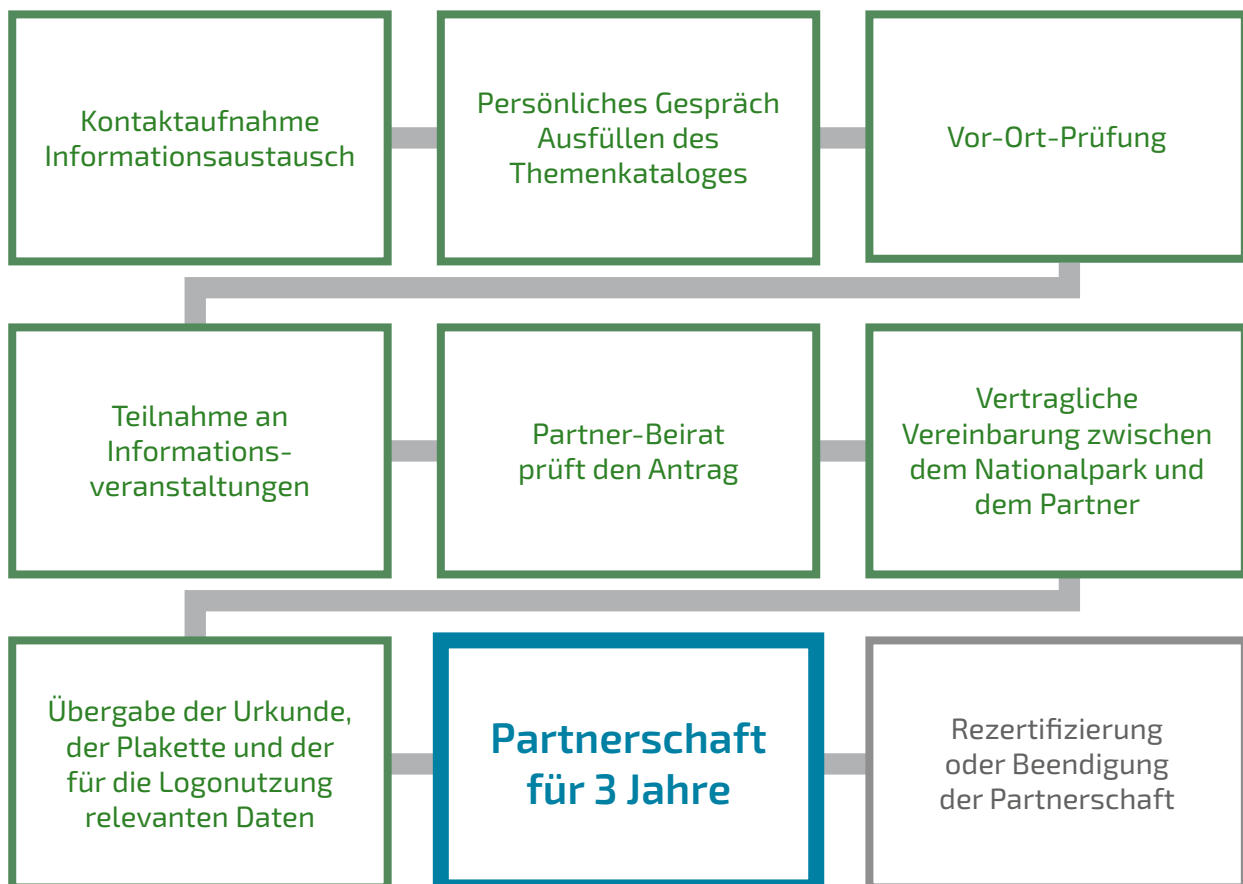 Kontaktaufnahme
Informationsaustausch
Persönliches Gespräch
Ausfüllen des
Themenkataloges
Vor-Ort-Prüfung
Teilnahme an
Informations-
veranstaltungen
Partner-Beirat
prüft den Antrag
Vertragliche
Vereinbarung zwischen
dem Nationalpark und
dem Partner
Übergabe der Urkunde,
der Plakette und der
für die Logonutzung
relevanten Daten
Partnerschaft
für 3 Jahre
Rezertifizierung
oder Beendigung
der Partnerschaft